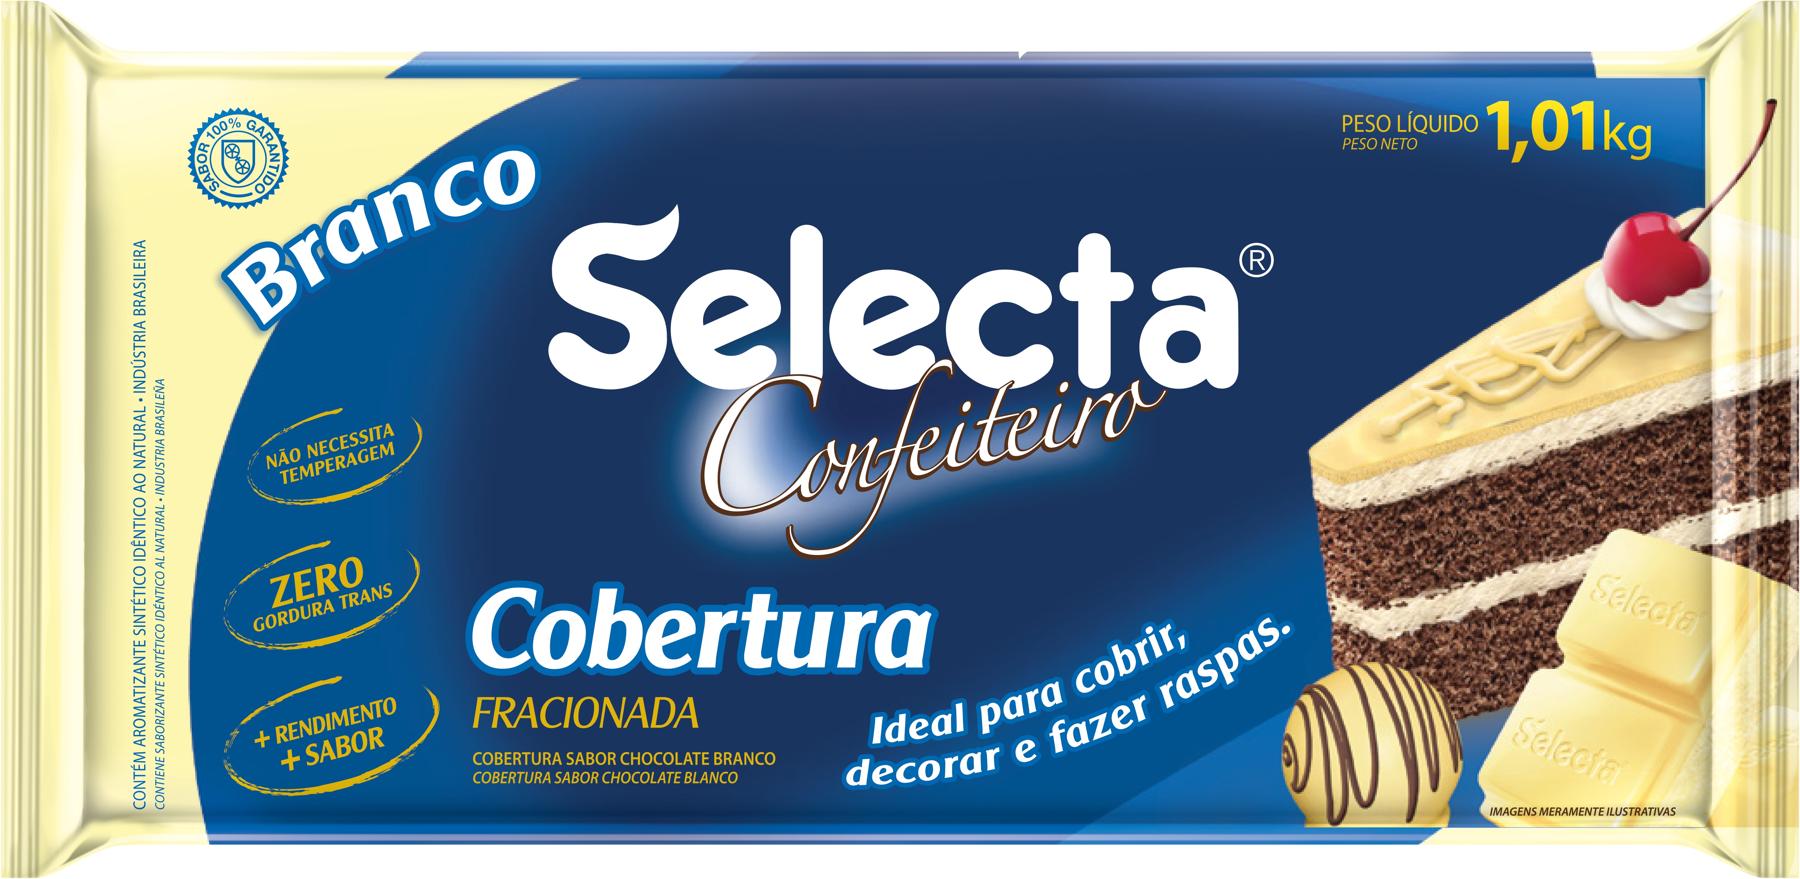 SABOR 100% GARANTIDO
Branco
PESO LÍQUIDO 1,01kg
PESO NETO
Selecta®
Confeiteiro
NÃO NECESSITA
TEMPERAGEM
ZERO
GORDURA TRANS
+ RENDIMENTO
+ SABOR
Cobertura
FRACIONADA
COBERTURA SABOR CHOCOLATE BRANCO
COBERTURA SABOR CHOCOLATE BLANCO
Ideal para cobrir,
decorar e fazer raspas.
CONTÉM AROMATIZANTE SINTÉTICO IDÊNTICO AO NATURAL • INDÚSTRIA BRASILEIRA
CONTIENE SABORIZANTE SINTÉTICO IDÉNTICO AL NATURAL • INDUSTRIA BRASILEÑA
Selecta
Selecta
IMAGENS MERAMENTE ILUSTRATIVAS